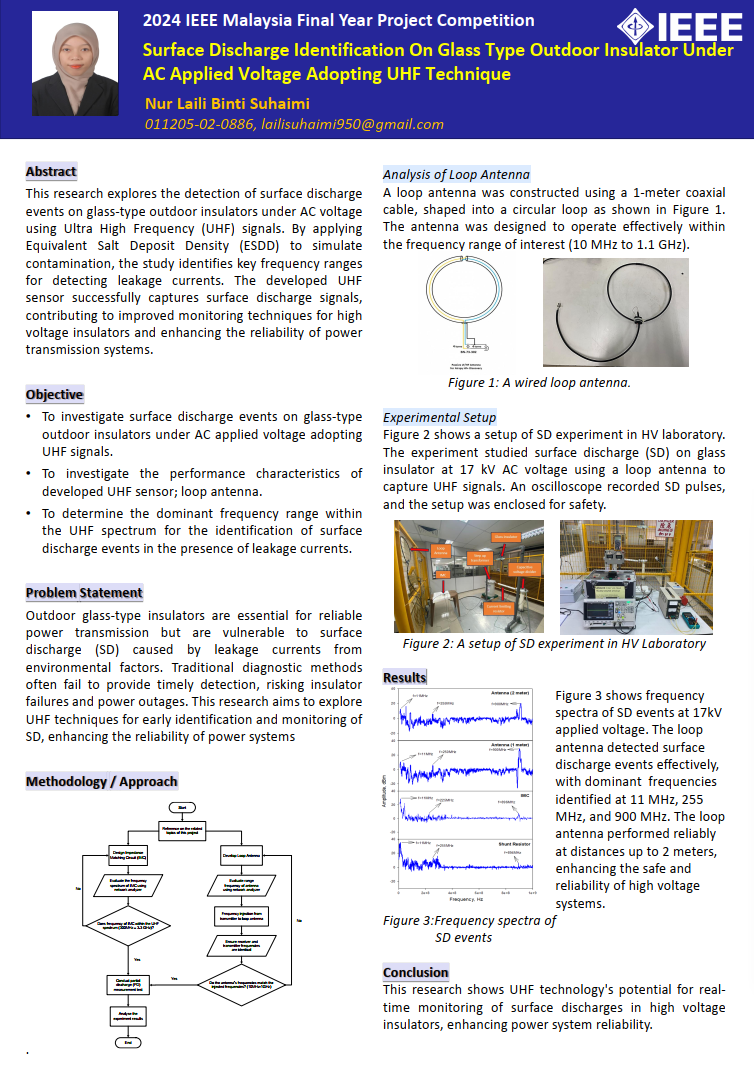 2024 IEEE Malaysia Final Year Project Competition
IEEE
Surface Discharge Identification On Glass Type Outdoor Insulator Under
AC Applied Voltage Adopting UHF Technique
Nur Laili Binti Suhaimi
011205-02-0886, lailisuhaimi950@gmail.com
Abstract
This research explores the detection of surface discharge
events on glass-type outdoor insulators under AC voltage
using Ultra High Frequency (UHF) signals. By applying
Equivalent Salt Deposit Density (ESDD) to simulate
contamination, the study identifies key frequency ranges
for detecting leakage currents. The developed UHF
sensor successfully captures surface discharge signals,
contributing to improved monitoring techniques for high
voltage insulators and enhancing the reliability of power
transmission systems.
Objective
• To investigate surface discharge events on glass-type
outdoor insulators under AC applied voltage adopting
UHF signals.
• To investigate the performance characteristics of
developed UHF sensor; loop antenna.
• To determine the dominant frequency range within
the UHF spectrum for the identification of surface
discharge events in the presence of leakage currents.
Problem Statement
Outdoor glass-type insulators are essential for reliable
power transmission but are vulnerable to surface
discharge (SD) caused by leakage currents from
environmental factors. Traditional diagnostic methods
often fail to provide timely detection, risking insulator
failures and power outages. This research aims to explore
UHF techniques for early identification and monitoring of
SD, enhancing the reliability of power systems
Methodology / Approach
Start
Reference on the related
topics of this project
Design Impedance
Matching Circuit (IMC)
Develop Loop Antenna
Evaluate the frequency
spectrum of IMC using
network analyzer
Evaluate range
frequency of antenna
using network analyzer
No
Frequency injection from
transmitter to loop antenna
No
Does frequency of IMC within the UHF
Ensure receiver and
transmitter frequencies
are identical
Yes
Yes
Do the antenna's frequencies match the
Conduct partial
discharge (PD)
measurement test
Analyse the
experiment results
End
.
Analysis of Loop Antenna
A loop antenna was constructed using a 1-meter coaxial
cable, shaped into a circular loop as shown in Figure 1.
The antenna was designed to operate effectively within
the frequency range of interest (10 MHz to 1.1 GHz).
Figure 1: A wired loop antenna.
Experimental Setup
Figure 2 shows a setup of SD experiment in HV laboratory.
The experiment studied surface discharge (SD) on glass
insulator at 17 kV AC voltage using a loop antenna to
capture UHF signals. An oscilloscope recorded SD pulses,
and the setup was enclosed for safety.
Figure 2: A setup of SD experiment in HV Laboratory
Results
Antenna (2 meter)
Antenna (1 meter)
IMC
Shunt Resistor
Amplitude, dBm
Frequency, Hz
Figure 3:Frequency spectra of
SD events
Figure 3 shows frequency
spectra of SD events at 17kV
applied voltage. The loop
antenna detected surface
discharge events effectively,
with dominant frequencies
identified at 11 MHz, 255
MHz, and 900 MHz. The loop
antenna performed reliably
at distances up to 2 meters,
enhancing the safe and
reliability of high voltage
systems.
Conclusion
This research shows UHF technology's potential for real-
time monitoring of surface discharges in high voltage
insulators, enhancing power system reliability.